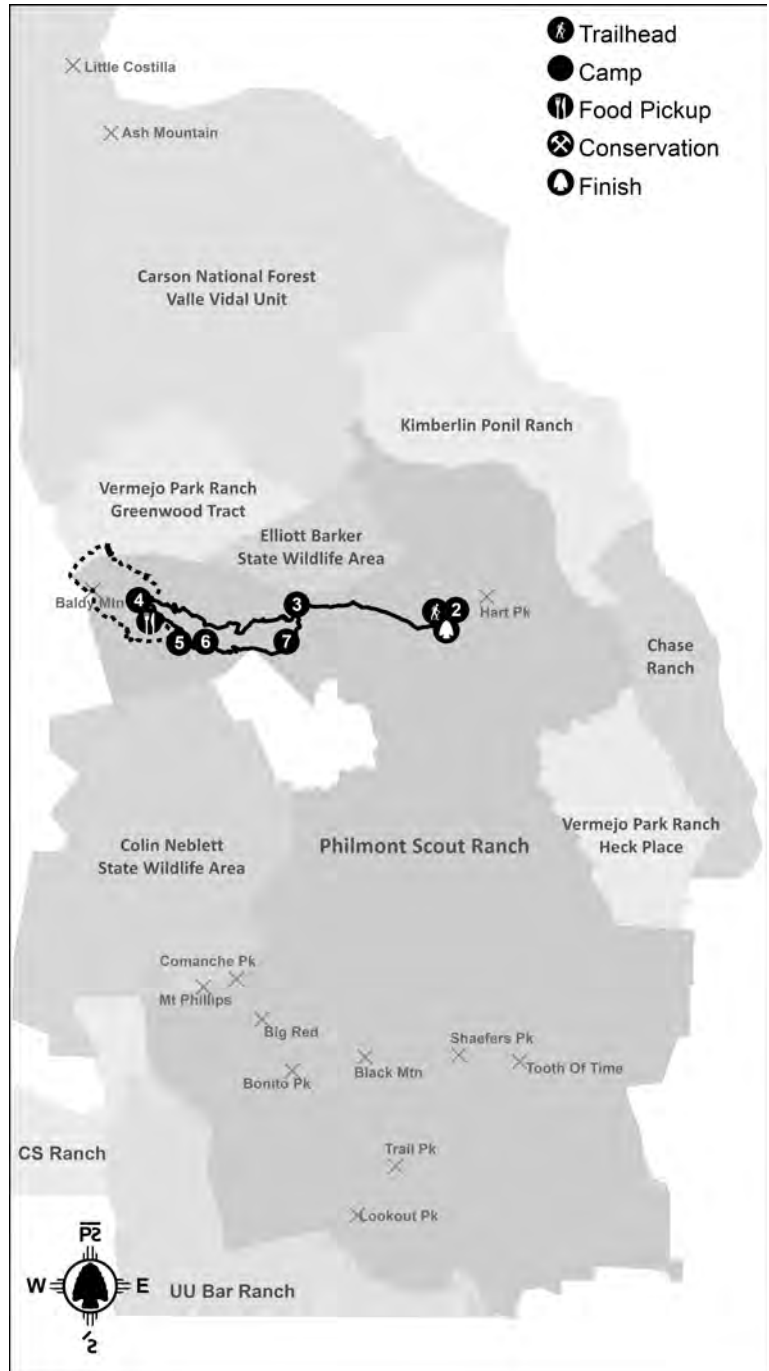 Trailhead
Camp
Food Pickup
Conservation
Finish
Little Costilla
Ash Mountain
Carson National Forest
Valle Vidal Unit
Kimberlin Ponil Ranch
Vermejo Park Ranch
Greenwood Tract
Elliott Barker
State Wildlife Area
Baldy Mtn
4
3
2
Hart Pk
5
6
7
Chase
Ranch
Colin Neblett
State Wildlife Area
Philmont Scout Ranch
Vermejo Park Ranch
Heck Place
Comanche Pk
Mt Phillips
Big Red
Bonito Pk
Black Mtn
Shaefers Pk
Tooth Of Time
Trail Pk
Lookout Pk
CS Ranch
W
E
UU Bar Ranch